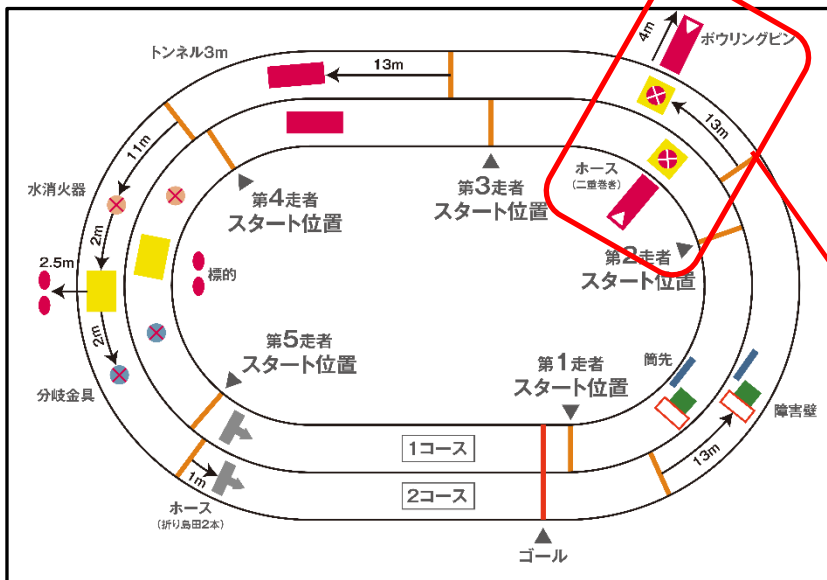 トンネル3m
13m
4m
ボウリングピン
13m
11m
ホース
(二重巻き)
第3走者
スタート位置
第4走者
スタート位置
水消火器
2m
第2走者
スタート位置
2.5m
標的
2m
第5走者
スタート位置
第1走者
スタート位置
筒先
分岐金具
障害壁
1コース
13m
1m
2コース
ホース
(折り島田2本)
ゴール